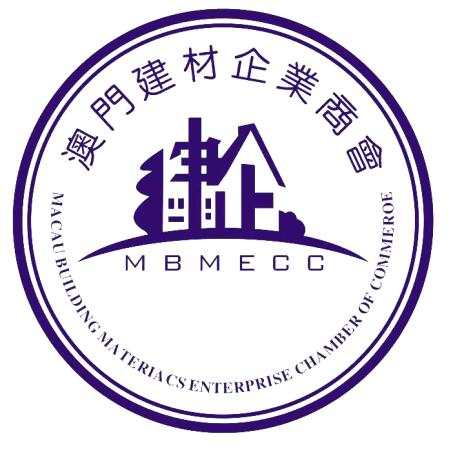 澳門建材企業商會
MBMECC
MACAU BUILDING MATERIACS ENTERPRISE CHAMBER OF COMMEROE